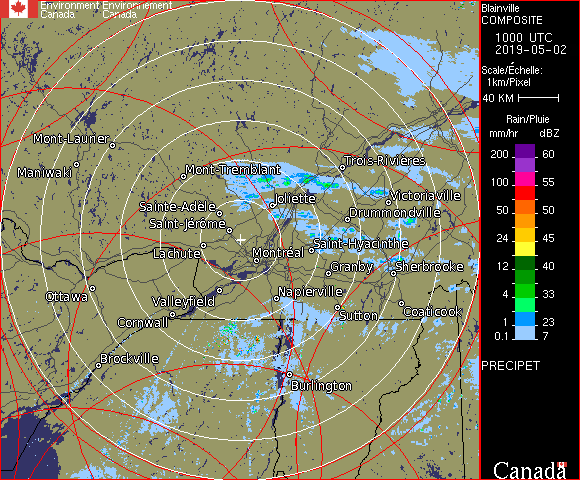 Environment Environnement
Canada Canada
Blainville
COMPOSITE
1000 UTC
2019-05-02
Scale/Échelle:
1km/Pixel
40 KM
Rain/Pluie
mm/hr dBZ
200 60
100 55
50 50
24 45
12 40
4 33
1 23
0.1 7
PRECIPET
Mont-Laurier
Maniwaki
Mont-Tremblant
Trois-Rivières
Joliette
Victoriaville
Sainte-Adèle
Drummondville
Saint-Jérôme
Lachute
Montréal
Saint-Hyacinthe
Granby
Sherbrooke
Ottawa
Valleyfield
Napierville
Cornwall
Sutton
Coaticook
Brockville
Burlington
Canada